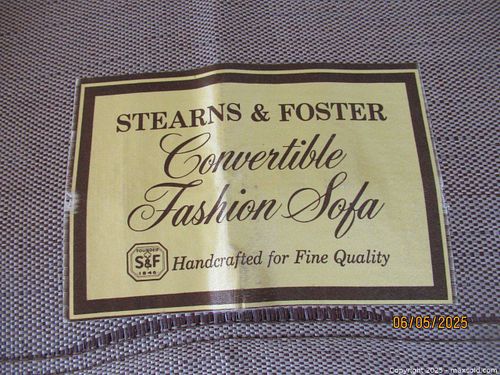 STEARNS & FOSTER
Convertible
Fashion Sofa
FOUNDED
S&F
1846
Handcrafted for Fine Quality
06/05/2025
Copyright 2025 - maxsold.com